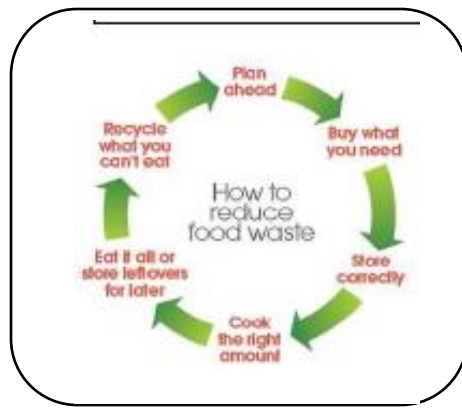 How to
reduce
food waste
Plan
ahead
Buy what
you need
Store
correctly
Cook
the right
amount
Eat it all or
store leftovers
for later
Recycle
what you
can't eat